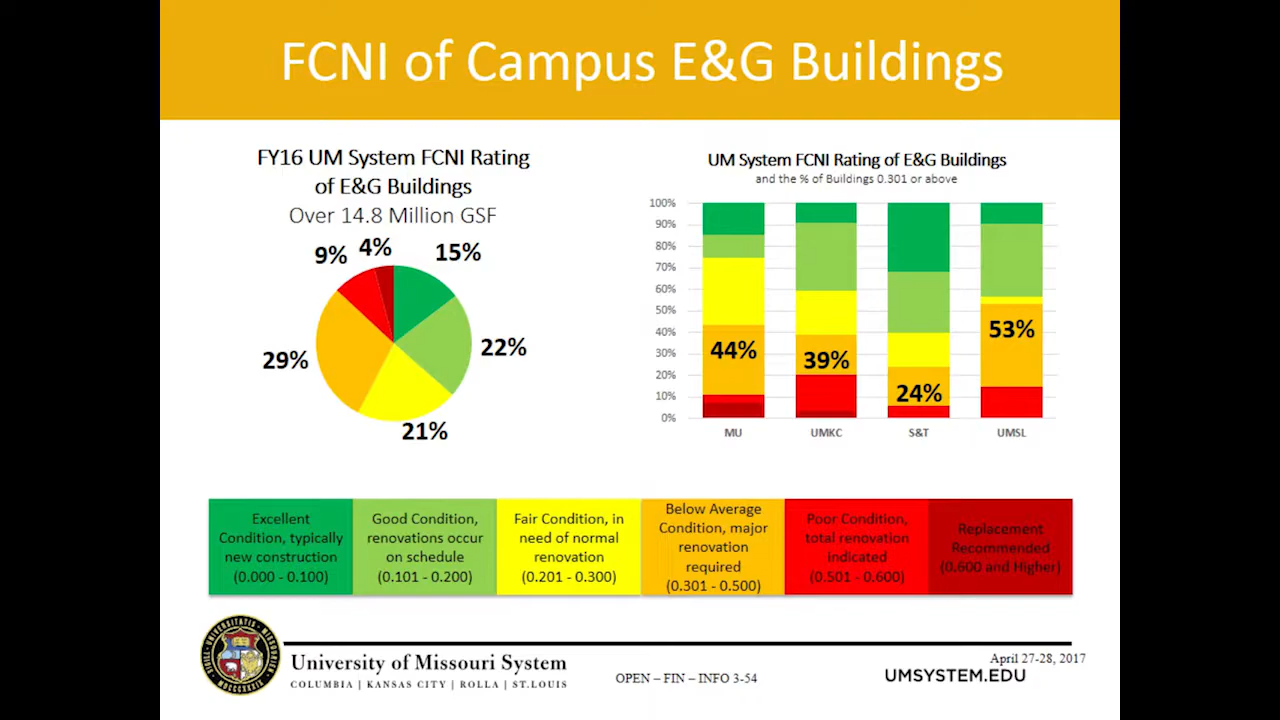 FCNI of Campus E&G Buildings
FY16 UM System FCNI Rating
of E&G Buildings
Over 14.8 Million GSF
9%
4%
15%
22%
29%
21%
UM System FCNI Rating of E&G Buildings
and the % of Buildings 0.301 or above
100%
90%
80%
70%
60%
50%
40%
30%
20%
10%
0%
44%
39%
24%
53%
MU
UMKC
S&T
UMSL
Excellent
Condition, typically
new construction
(0.000 - 0.100)
Good Condition,
renovations occur
on schedule
(0.101 - 0.200)
Fair Condition, in
need of normal
renovation
(0.201 - 0.300)
Below Average
Condition, major
renovation
required
(0.301 - 0.500)
Poor Condition,
total renovation
indicated
(0.501 - 0.600)
Replacement
Recommended
(0.600 and Higher)
University of Missouri System
COLUMBIA | KANSAS CITY | ROLLA | ST.LOUIS
OPEN – FIN – INFO 3-54
April 27-28, 2017
UMSYSTEM.EDU